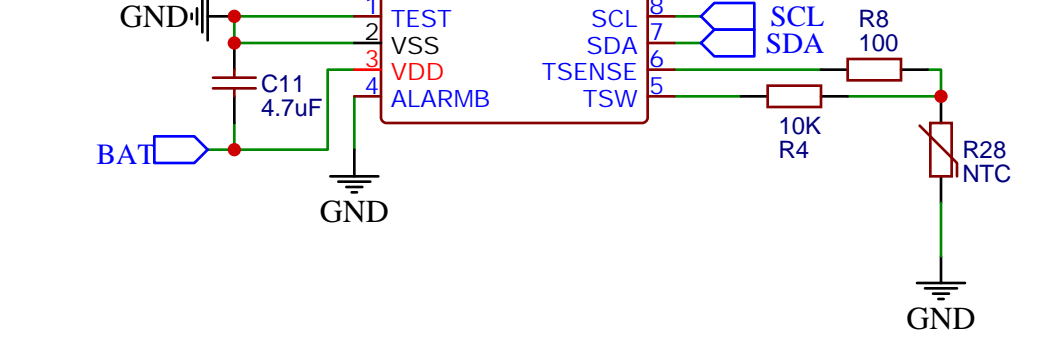 GND
1
TEST
2
VSS
3
VDD
4
ALARMB
C11
4.7uF
BAT
GND
SCL
8
SCL
SDA
7
SDA
TSENSE
6
TSW
5
R8
100
10K
R4
R28
NTC
GND